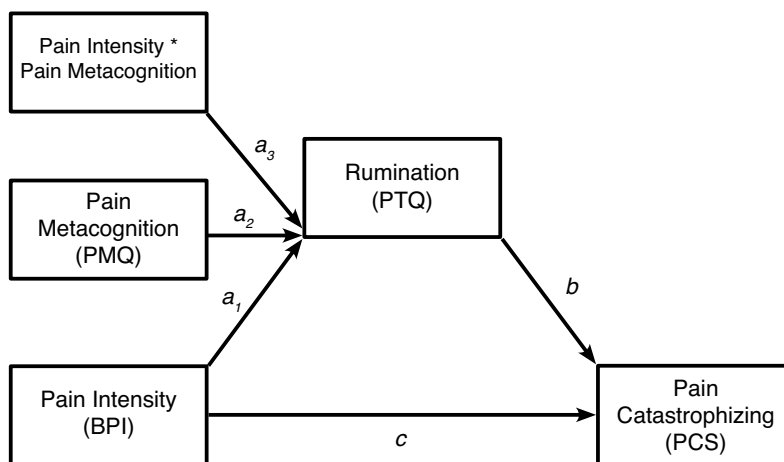 Pain Intensity *
Pain Metacognition
a3
Rumination
(PTQ)
Pain
Metacognition
(PMQ)
a2
a1
b
Pain Intensity
(BPI)
c
Pain
Catastrophizing
(PCS)